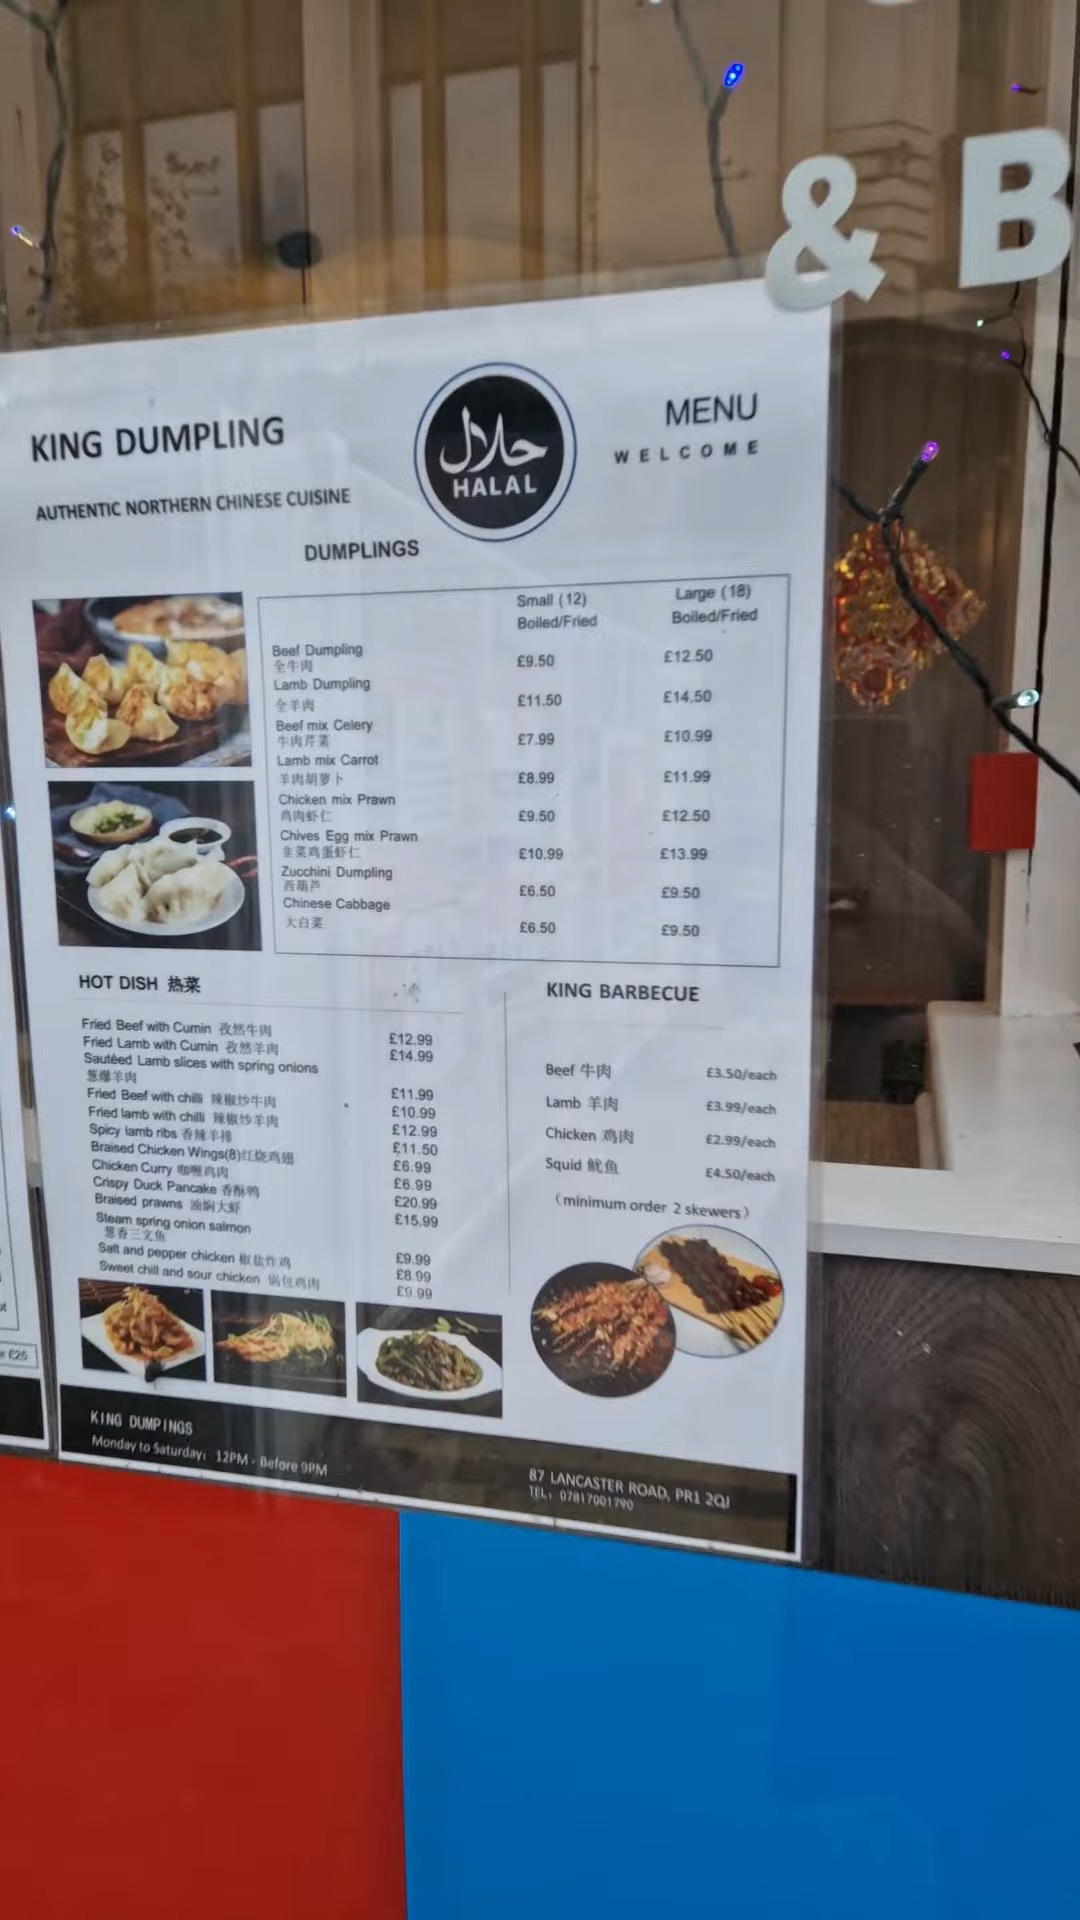 & B
KING DUMPLING
AUTHENTIC NORTHERN CHINESE CUISINE
حلال
HALAL
MENU
WELCOME
DUMPLINGS
Small (12) Large (18)
Boiled/Fried Boiled/Fried
Beef Dumpling
全牛肉 £9.50 £12.50
Lamb Dumpling
全羊肉 £11.50 £14.50
Beef mix Celery
牛肉芹菜 £7.99 £10.99
Lamb mix Carrot
羊肉胡萝卜 £8.99 £11.99
Chicken mix Prawn
鸡肉虾仁 £9.50 £12.50
Chives Egg mix Prawn
韭菜鸡蛋虾仁 £10.99 £13.99
Zucchini Dumpling
西葫芦 £6.50 £9.50
Chinese Cabbage
大白菜 £6.50 £9.50
HOT DISH 热菜
Fried Beef with Cumin 孜然牛肉 £12.99
Fried Lamb with Cumin 孜然羊肉 £14.99
Sautéed Lamb slices with spring onions
葱爆羊肉 £11.99
Fried Beef with chilli 辣椒炒牛肉 £10.99
Fried lamb with chilli 辣椒炒羊肉 £12.99
Spicy lamb ribs 香辣羊排 £11.50
Braised Chicken Wings(8)红烧鸡翅 £6.99
Chicken Curry 咖喱鸡肉 £6.99
Crispy Duck Pancake 香酥鸭 £20.99
Braised prawns 油焖大虾 £15.99
Steam spring onion salmon
葱香三文鱼 £9.99
Salt and pepper chicken 椒盐炸鸡 £8.99
Sweet chill and sour chicken 锅包鸡肉 £9.99
KING BARBECUE
Beef 牛肉 £3.50/each
Lamb 羊肉 £3.99/each
Chicken 鸡肉 £2.99/each
Squid 鱿鱼 £4.50/each
(minimum order 2 skewers)
KING DUMPINGS
Monday to Saturday: 12PM - Before 9PM
87 LANCASTER ROAD, PR1 2QJ
TEL: 07817001790
£25